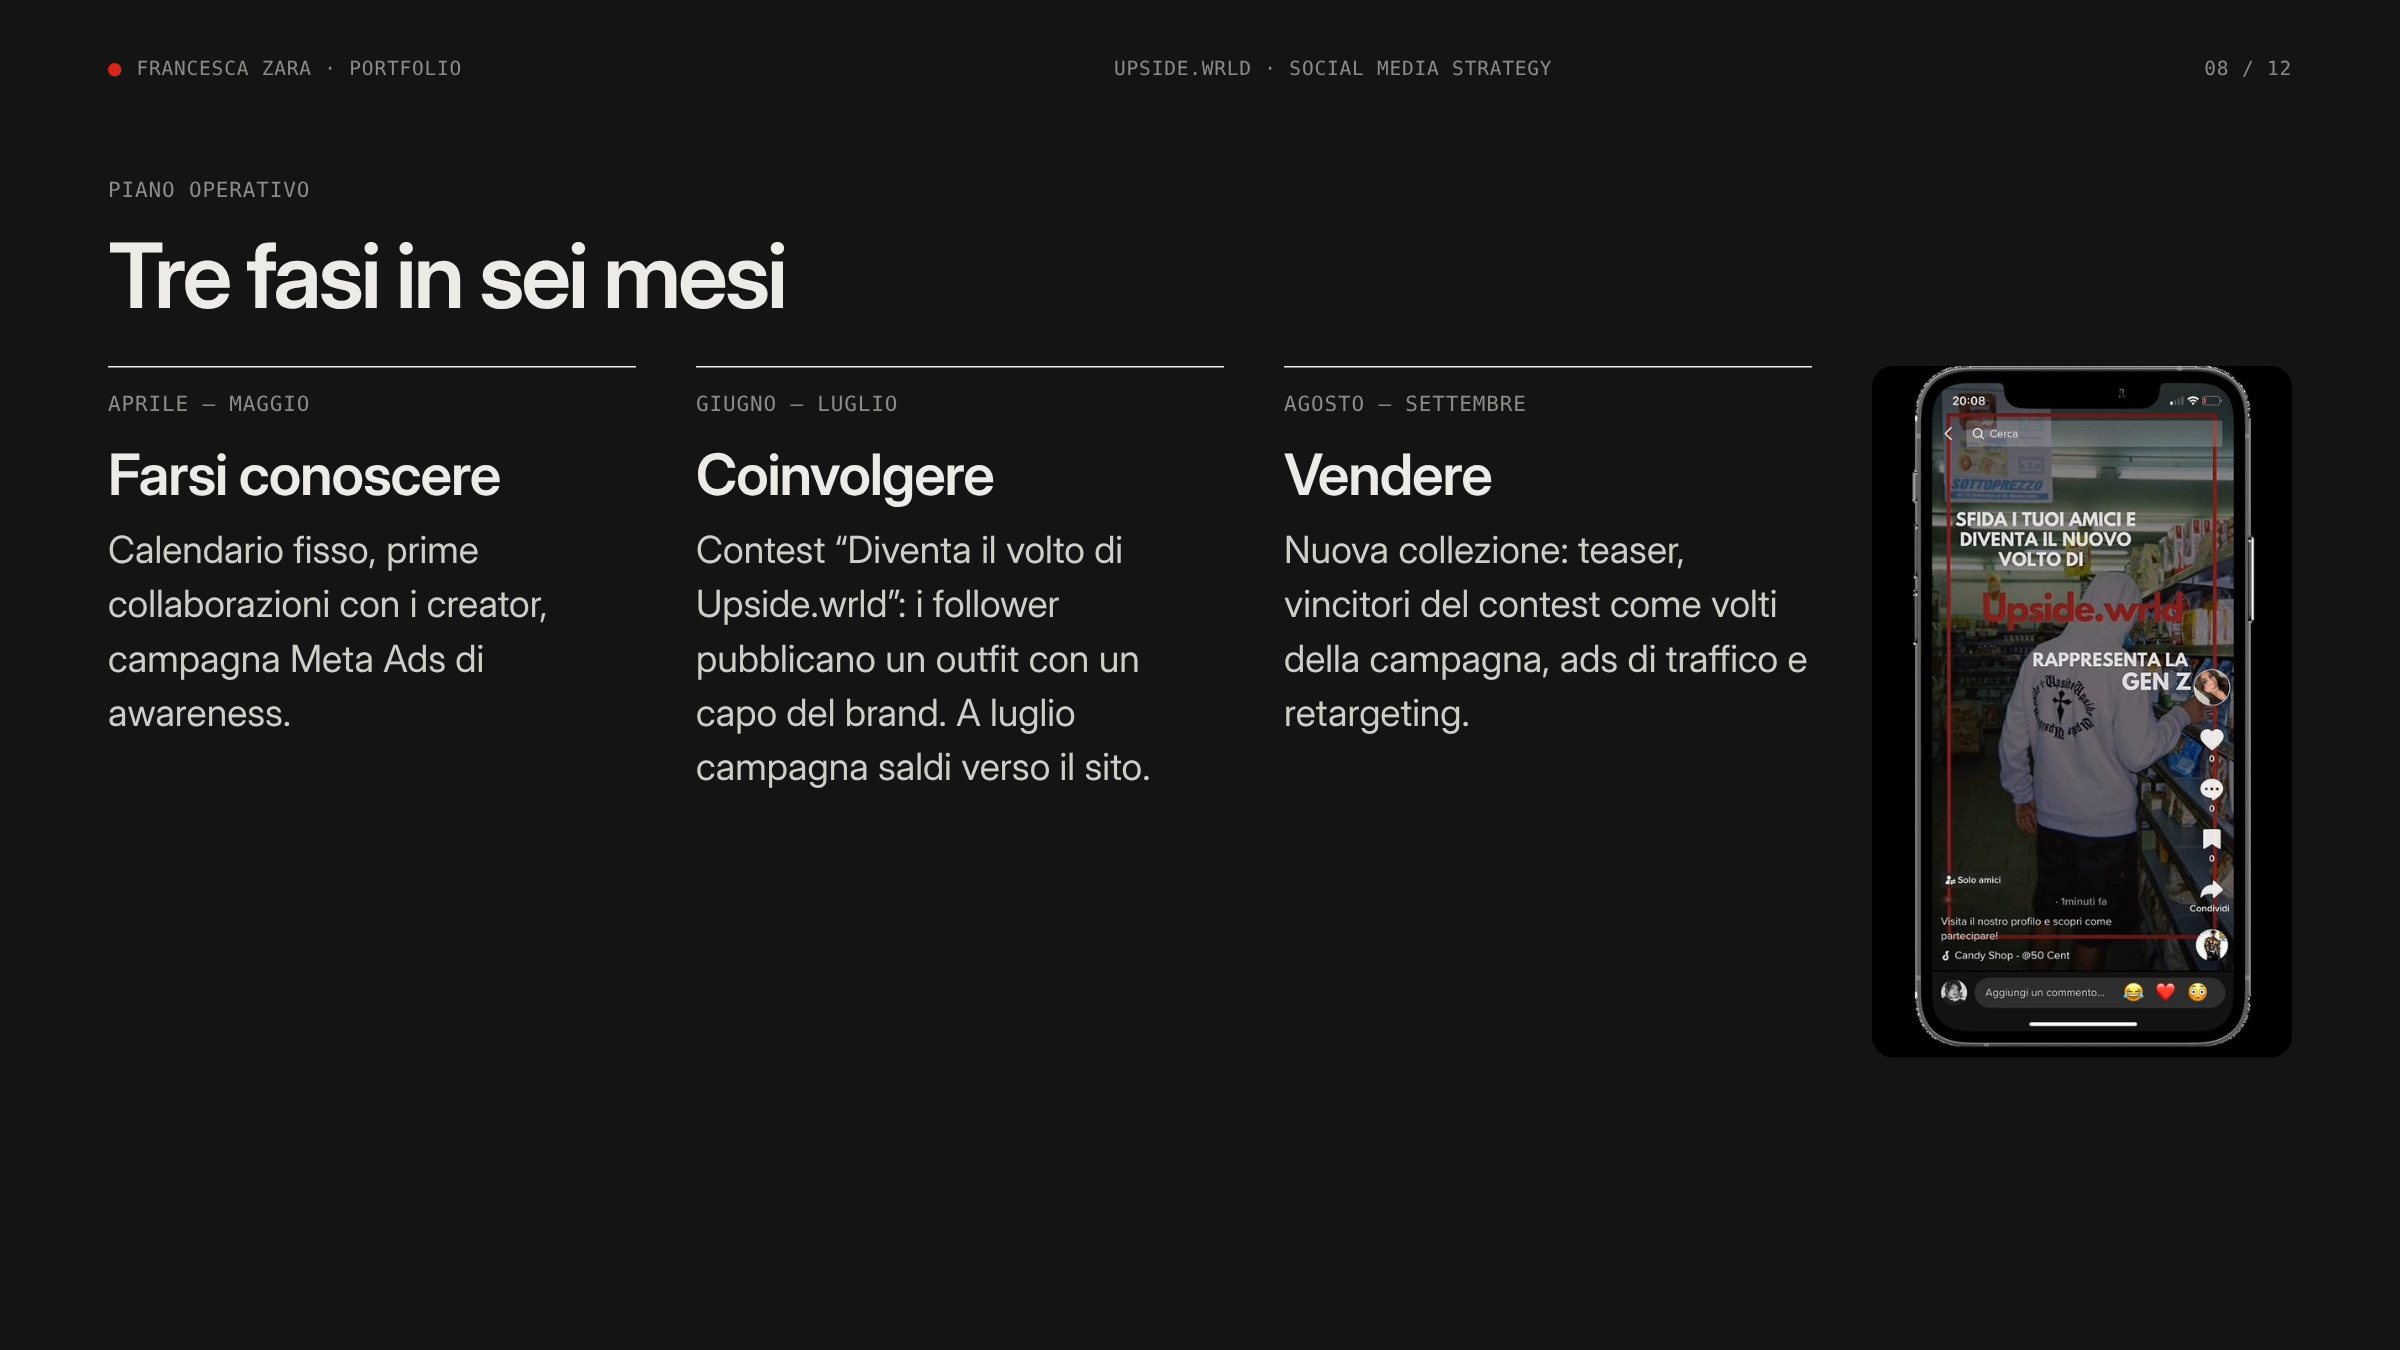 FRANCESCA ZARA · PORTFOLIO
UPSIDE.WRLD · SOCIAL MEDIA STRATEGY
08 / 12
PIANO OPERATIVO
Tre fasi in sei mesi
APRILE — MAGGIO
Farsi conoscere
Calendario fisso, prime
collaborazioni con i creator,
campagna Meta Ads di
awareness.
GIUGNO — LUGLIO
Coinvolgere
Contest “Diventa il volto di
Upside.wrld”: i follower
pubblicano un outfit con un
capo del brand. A luglio
campagna saldi verso il sito.
AGOSTO — SETTEMBRE
Vendere
Nuova collezione: teaser,
vincitori del contest come volti
della campagna, ads di traffico e
retargeting.
20:08
Cerca
SOTTOPREZZO
SFIDA I TUOI AMICI E
DIVENTA IL NUOVO
VOLTO DI
Upside.wrld
RAPPRESENTA LA
GEN Z
0
0
0
Solo amici
· 1minuti fa
Condividi
Visita il nostro profilo e scopri come
partecipare!
Candy Shop - @50 Cent
Aggiungi un commento...